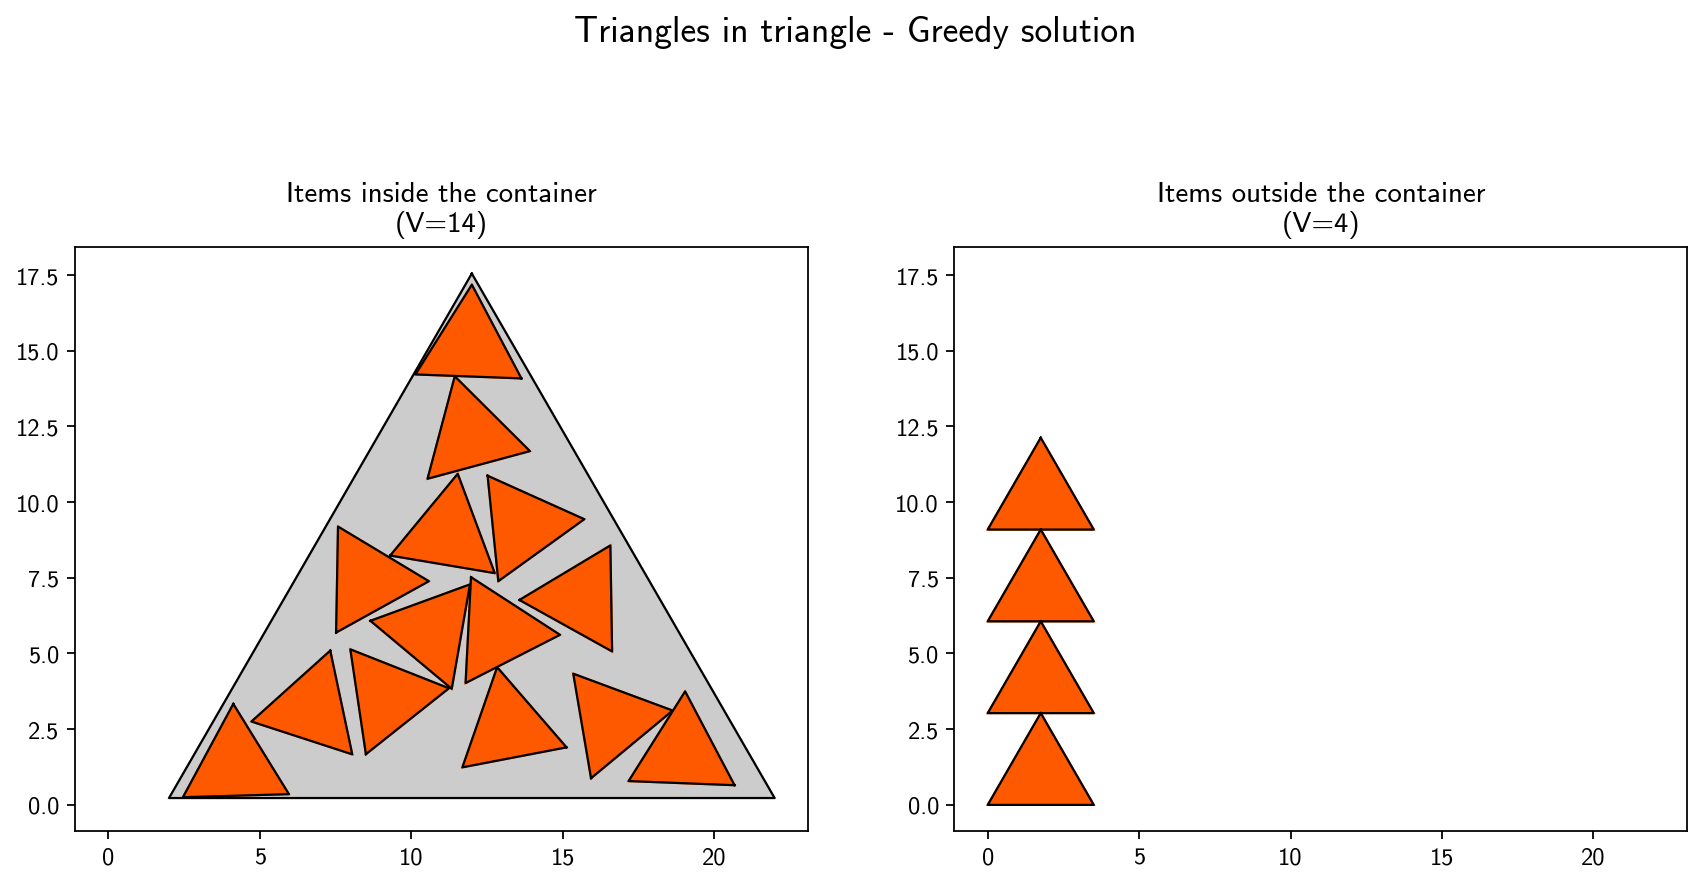 Triangles in triangle - Greedy solution
Items inside the container
(V=14)
17.5
15.0
12.5
10.0
7.5
5.0
2.5
0.0
0 5 10 15 20
Items outside the container
(V=4)
17.5
15.0
12.5
10.0
7.5
5.0
2.5
0.0
0 5 10 15 20